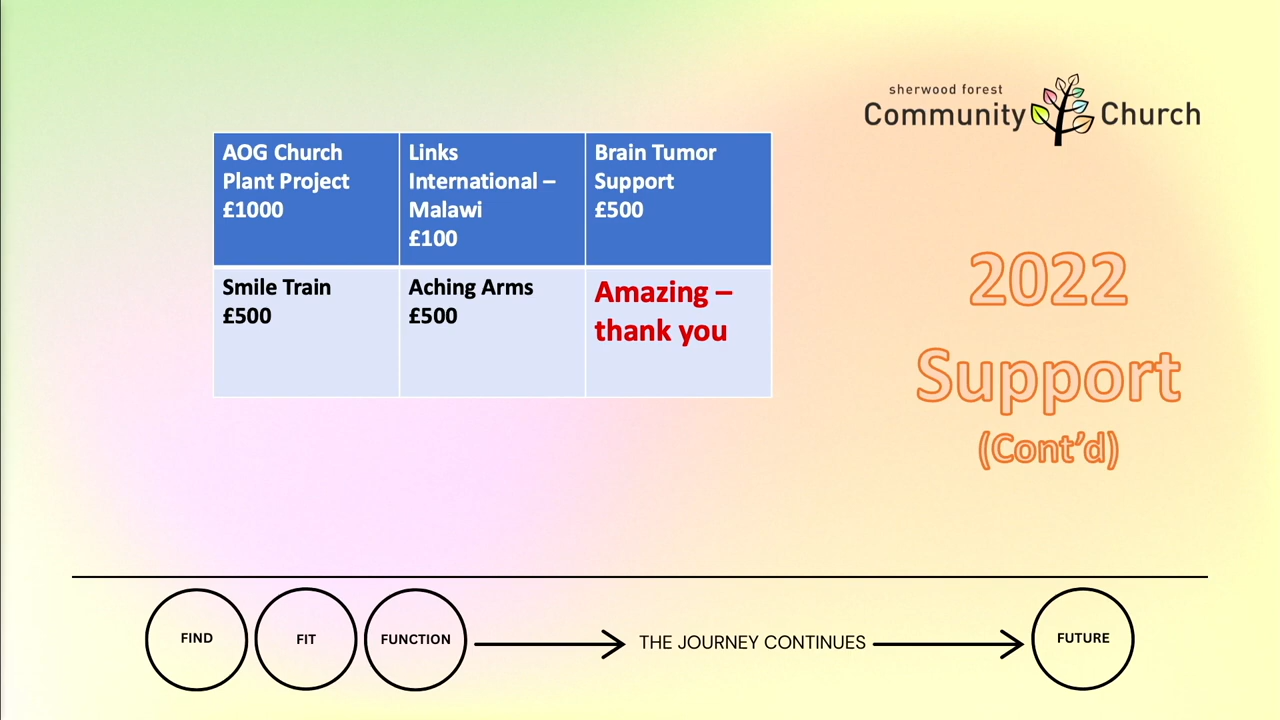 sherwood forest
Community Church
AOG Church
Plant Project
£1000
Links
International –
Malawi
£100
Brain Tumor
Support
£500
Smile Train
£500
Aching Arms
£500
Amazing –
thank you
2022
Support
(Cont’d)
FIND
FIT
FUNCTION
THE JOURNEY CONTINUES
FUTURE